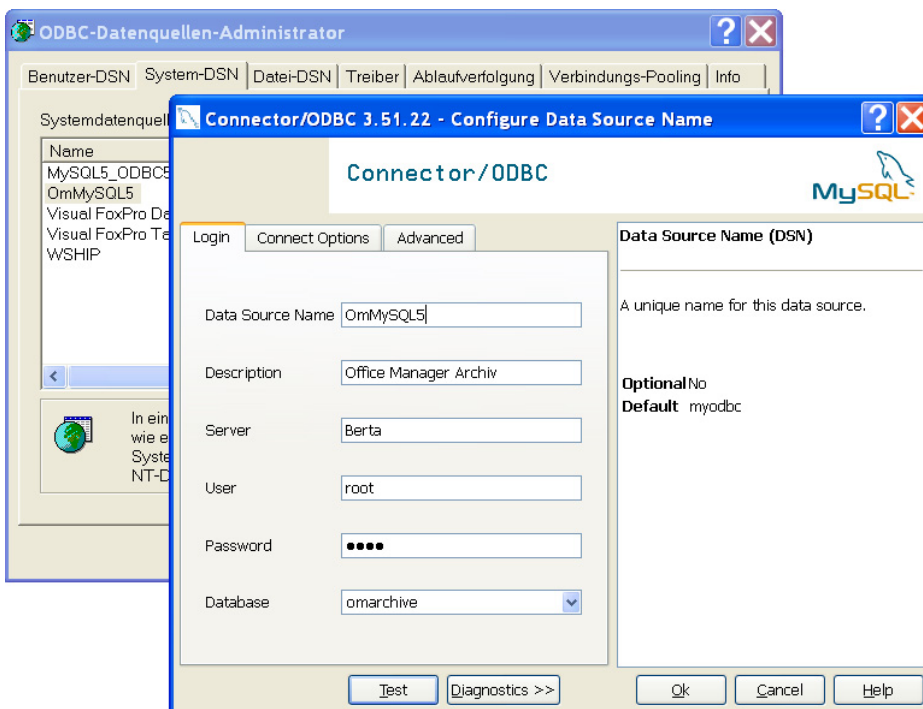 ODBC-Datenquellen-Administrator
Benutzer-DSN System-DSN Datei-DSN Treiber Ablaufverfolgung Verbindungs-Pooling Info
Systemdatenquell
Name
MySQL5_ODBC5
OmMySQL5
Visual FoxPro Da
Visual FoxPro Ta
WSHIP
In ein
wie e
Syste
NT-D
Connector/ODBC 3.51.22 - Configure Data Source Name
Connector/ODBC
MySQL
Login Connect Options Advanced
Data Source Name OmMySQL5
Description Office Manager Archiv
Server Berta
User root
Password ●●●●
Database omarchive
Data Source Name (DSN)
A unique name for this data source.
Optional No
Default myodbc
Test Diagnostics >> Ok Cancel Help